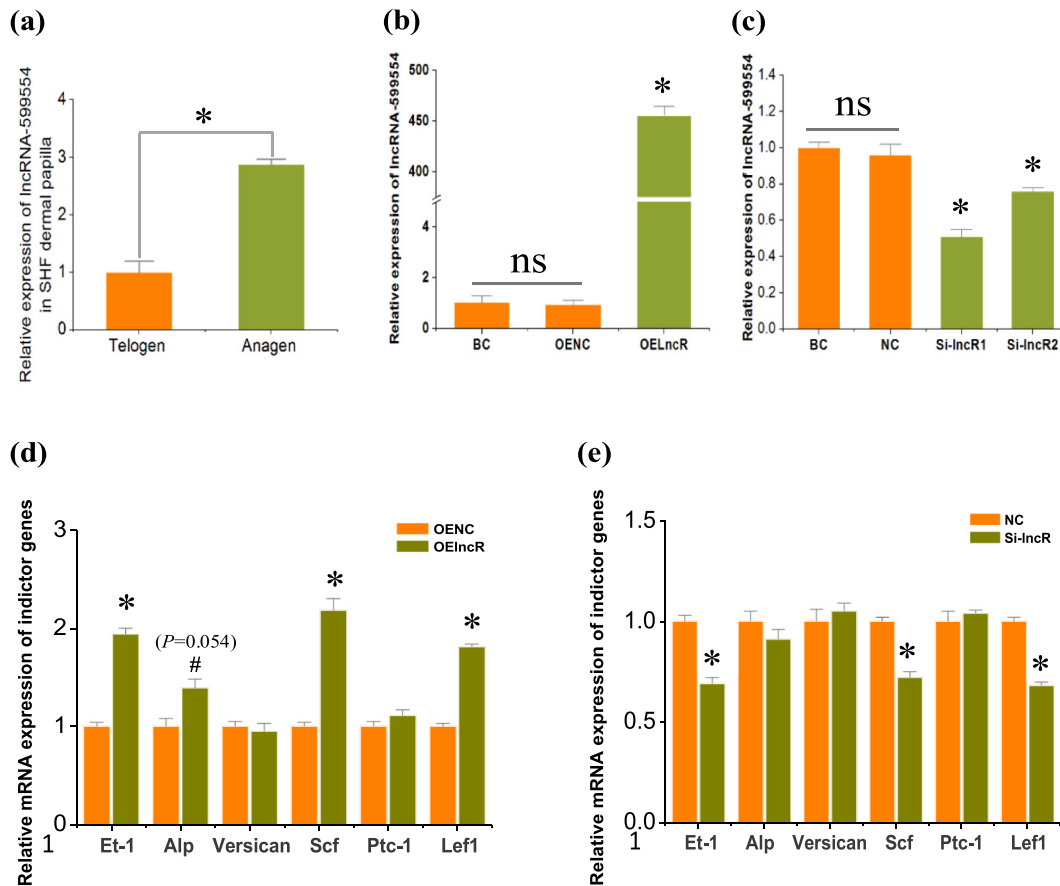 (a)
Relative expression of lncRNA-599554
in SHF dermal papilla
4
3
2
1
0
*
Telogen
Anagen
(b)
Relative expression of lncRNA-599554
500
450
400
4
2
0
ns
*
BC
OENC
OELncR
(c)
Relative expression of lncRNA-599554
1.4
1.2
1.0
0.8
0.6
0.4
0.2
0.0
ns
*
*
BC
NC
Si-lncR1
Si-lncR2
(d)
Relative mRNA expression of indictor genes
3
2
1
0
1
OENC
OElncR
*
(P=0.054)
#
*
*
Et-1
Alp
Versican
Scf
Ptc-1
Lef1
(e)
Relative mRNA expression of indictor genes
1.5
1.0
0.5
0.0
1
NC
Si-lncR
*
*
*
Et-1
Alp
Versican
Scf
Ptc-1
Lef1